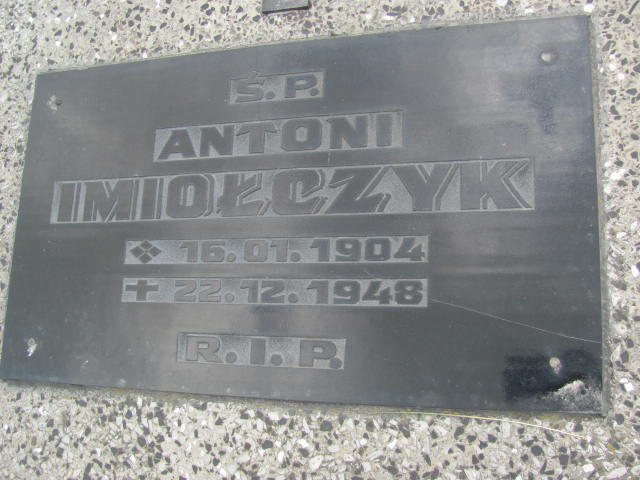 Ś.P.
ANTONI
IMIOŁCZYK
❖ 16.01.1904
✝ 22.12.1948
R.I.P.